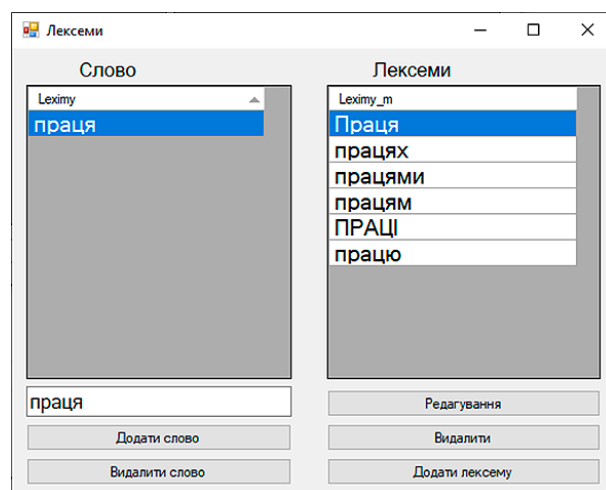 Лексеми
Слово
Leximy
праця
праця
Додати слово
Видалити слово
Лексеми
Leximy_m
Праця
працях
працями
працям
ПРАЦІ
працю
Редагування
Видалити
Додати лексему